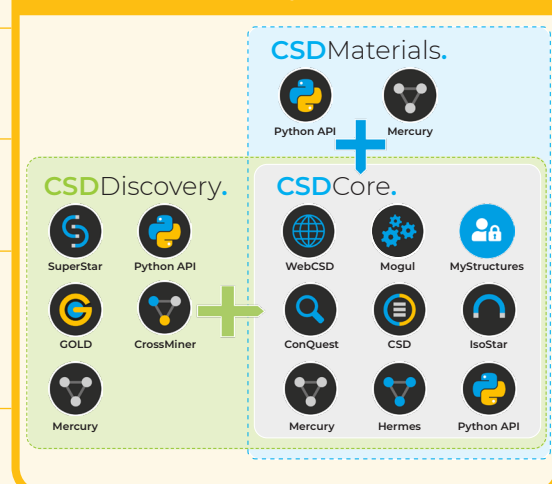 CSDMaterials.
Python API
Mercury
CSDDiscovery.
SuperStar
Python API
GOLD
CrossMiner
Mercury
CSDCore.
WebCSD
Mogul
MyStructures
ConQuest
CSD
IsoStar
Mercury
Hermes
Python API